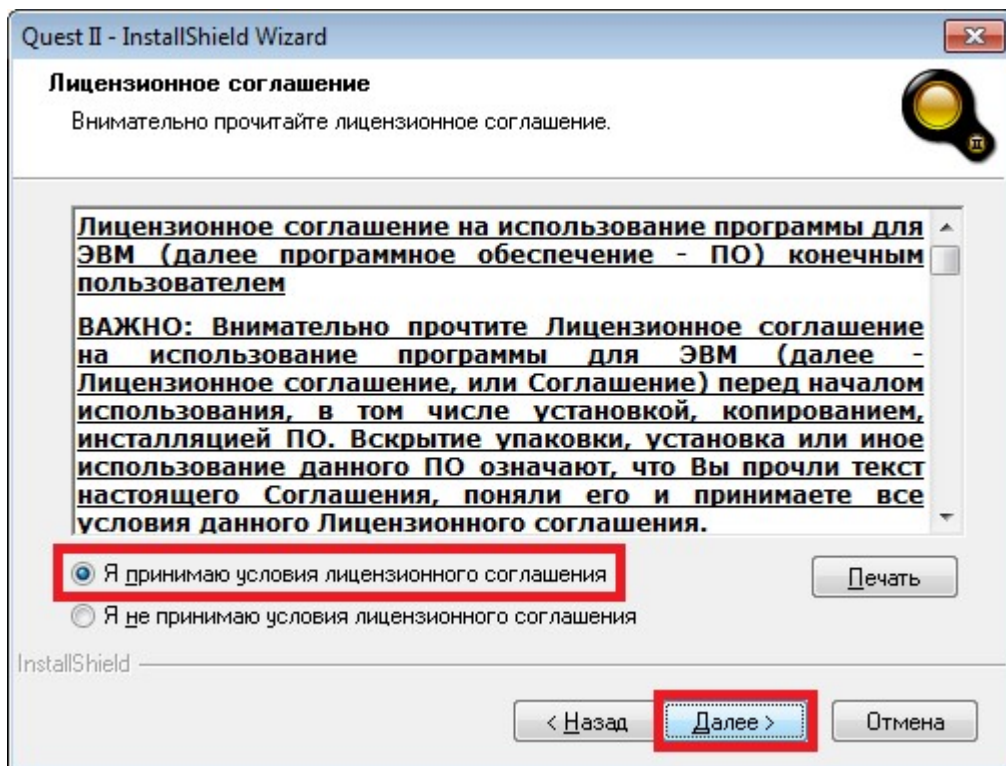 Quest II - InstallShield Wizard
Лицензионное соглашение
Внимательно прочитайте лицензионное соглашение.
II
Лицензионное соглашение на использование программы для
ЭВМ (далее программное обеспечение - ПО) конечным
пользователем
ВАЖНО: Внимательно прочтите Лицензионное соглашение
на использование программы для ЭВМ (далее -
Лицензионное соглашение, или Соглашение) перед началом
использования, в том числе установкой, копированием,
инсталляцией ПО. Вскрытие упаковки, установка или иное
использование данного ПО означают, что Вы прочли текст
настоящего Соглашения, поняли его и принимаете все
условия данного Лицензионного соглашения.
Я принимаю условия лицензионного соглашения
Печать
Я не принимаю условия лицензионного соглашения
InstallShield
< Назад Далее > Отмена